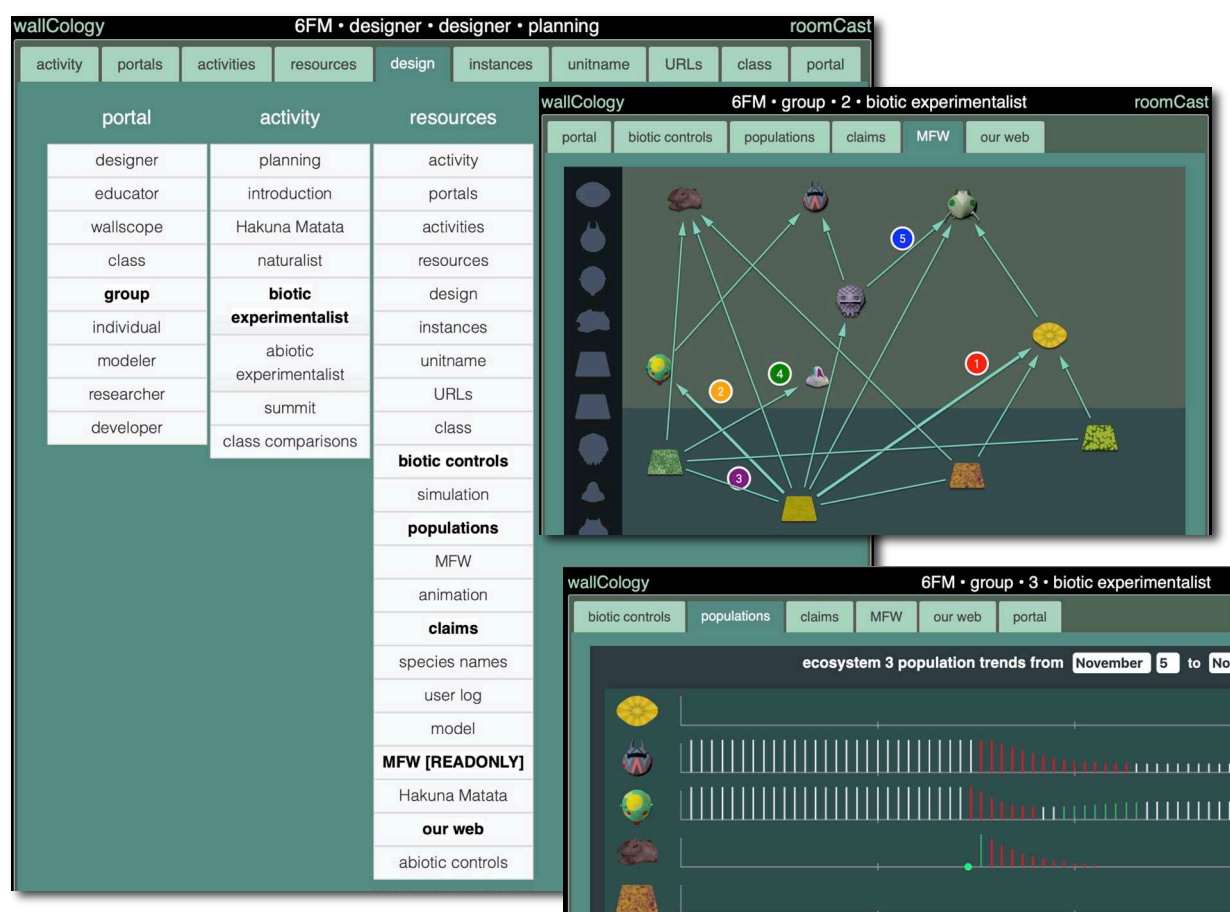 wallCology 6FM • designer • designer • planning roomCast
activity portals activities resources design instances unitname URLs class portal
portal activity resources
designer planning activity
educator introduction portals
wallscope Hakuna Matata activities
class naturalist resources
group biotic experimentalist design
individual abiotic experimentalist instances
modeler summit unitname
researcher class comparisons URLs
developer class
biotic controls
simulation
populations
MFW
animation
claims
species names
user log
model
MFW [READONLY]
Hakuna Matata
our web
abiotic controls
wallCology 6FM • group • 2 • biotic experimentalist roomCast
portal biotic controls populations claims MFW our web
5
1
4
2
3
wallCology 6FM • group • 3 • biotic experimentalist
biotic controls populations claims MFW our web portal
ecosystem 3 population trends from November 5 to No